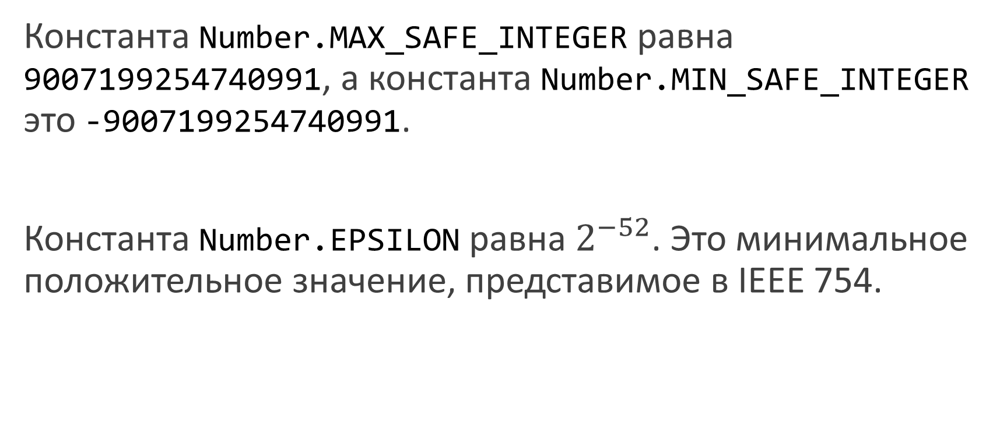 Константа Number.MAX_SAFE_INTEGER равна
9007199254740991, а константа Number.MIN_SAFE_INTEGER
это -9007199254740991.
Константа Number.EPSILON равна 2⁻⁵². Это минимальное
положительное значение, представимое в IEEE 754.